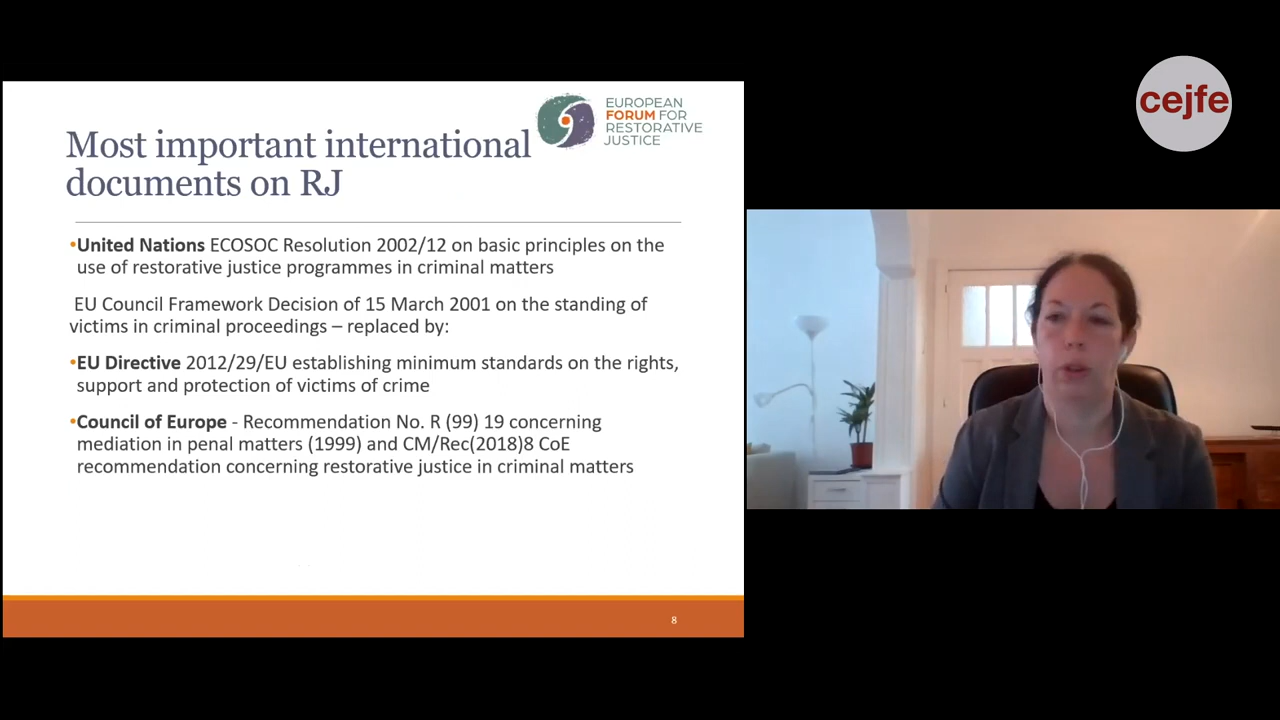 Most important international
documents on RJ
EUROPEAN
FORUM FOR
RESTORATIVE
JUSTICE
•United Nations ECOSOC Resolution 2002/12 on basic principles on the
use of restorative justice programmes in criminal matters
EU Council Framework Decision of 15 March 2001 on the standing of
victims in criminal proceedings – replaced by:
•EU Directive 2012/29/EU establishing minimum standards on the rights,
support and protection of victims of crime
•Council of Europe - Recommendation No. R (99) 19 concerning
mediation in penal matters (1999) and CM/Rec(2018)8 CoE
recommendation concerning restorative justice in criminal matters
8
cejfe